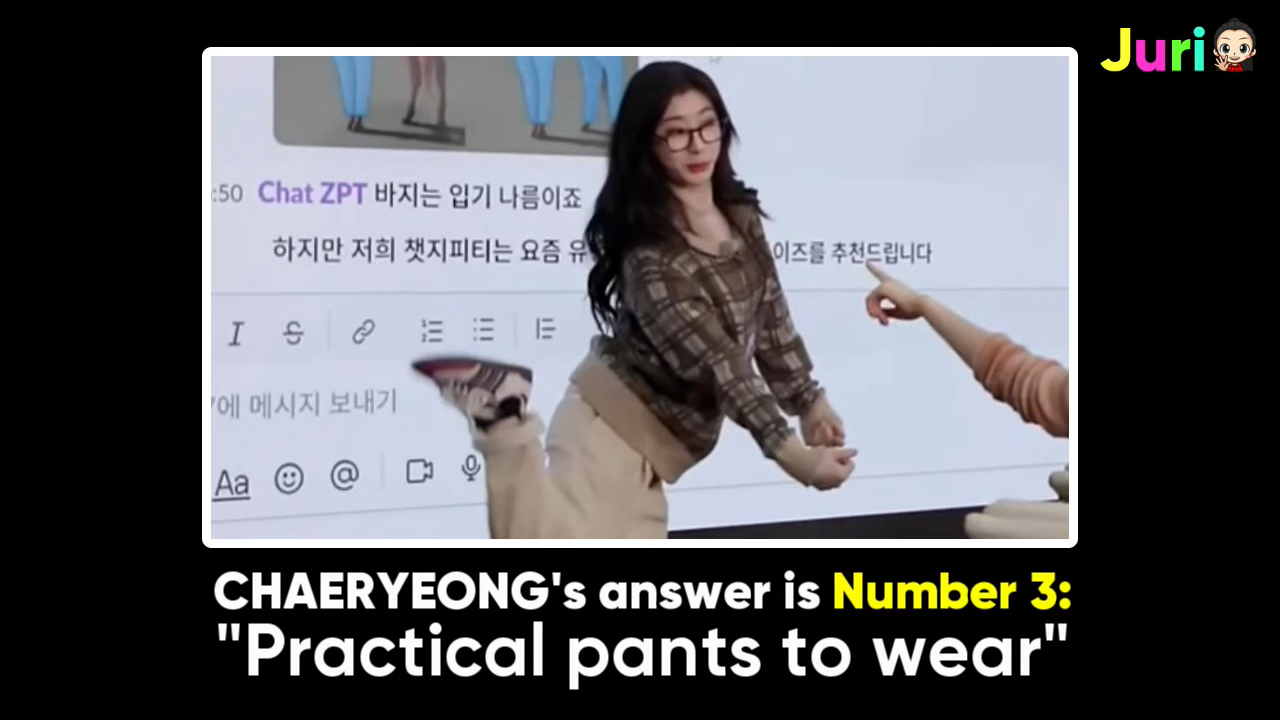 Juri
:50 Chat ZPT 바지는 입기 나름이죠
하지만 저희 챗지피티는 요즘 유 이즈를 추천드립니다
에 메시지 보내기
Aa
CHAERYEONG's answer is Number 3:
"Practical pants to wear"